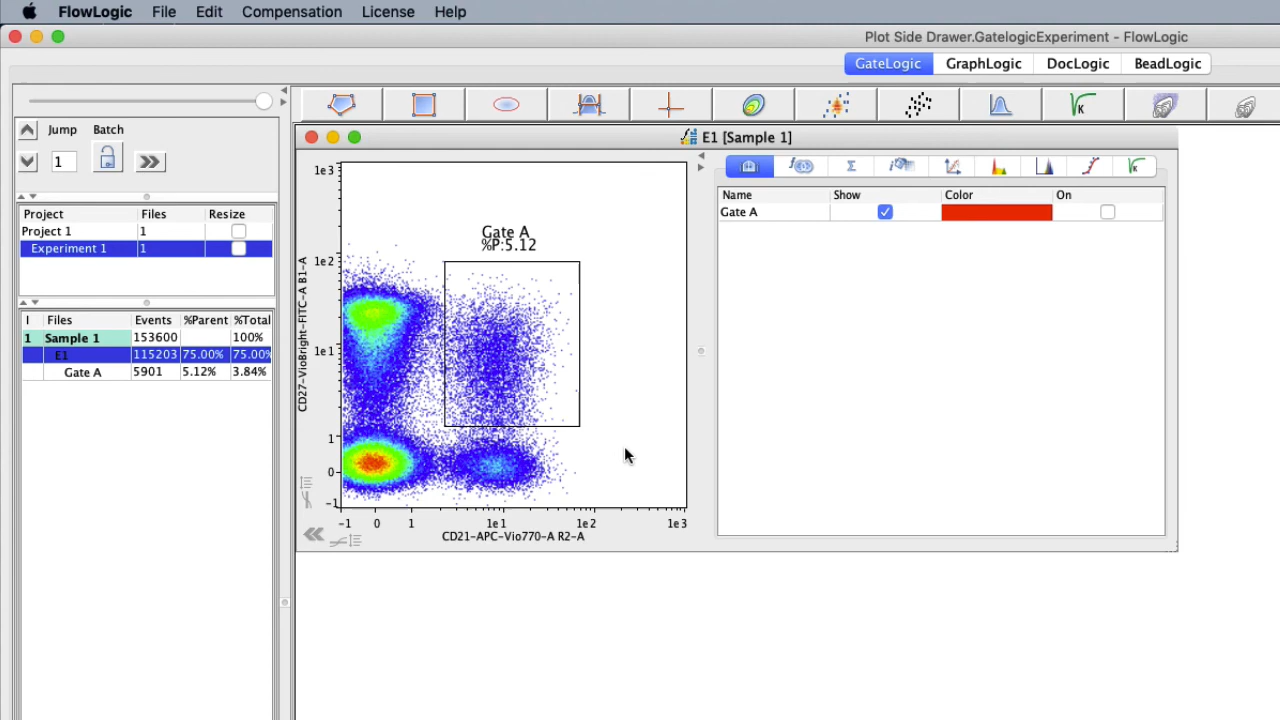 FlowLogic File Edit Compensation License Help
Plot Side Drawer.GatelogicExperiment - FlowLogic
GateLogic GraphLogic DocLogic BeadLogic
Jump Batch
1
Project Files Resize
Project 1 1
Experiment 1 1
I Files Events %Parent %Total
1 Sample 1 153600 100%
E1 115203 75.00% 75.00%
Gate A 5901 5.12% 3.84%
E1 [Sample 1]
Name Show Color On
Gate A
Gate A
%P:5.12
1e3
1e2
1e1
1
0
-1
CD27-VioBright-FITC-A B1-A
-1 0 1 1e1 1e2 1e3
CD21-APC-Vio770-A R2-A
K